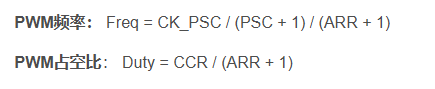 PWM频率： Freq = CK_PSC / (PSC + 1) / (ARR + 1)
PWM占空比： Duty = CCR / (ARR + 1)